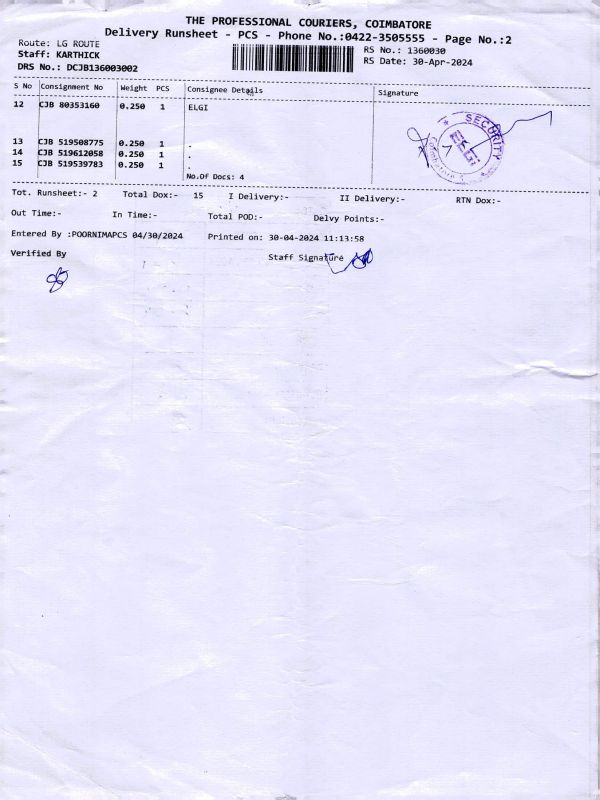 THE PROFESSIONAL COURIERS, COIMBATORE
Delivery Runsheet - PCS - Phone No.:0422-3505555 - Page No.:2
Route: LG ROUTE
RS No.: 1360030
Staff: KARTHICK
RS Date: 30-Apr-2024
DRS No.: DCJB136003002
S No Consignment No Weight PCS Consignee Details Signature
12 CJB 80353160 0.250 1 ELGI
SECURITY
ELGI
13 CJB 519508775 0.250 1 .
14 CJB 519612058 0.250 1 .
15 CJB 519539783 0.250 1 .
No.Of Docs: 4
Tot. Runsheet:- 2 Total Dox:- 15 I Delivery:- II Delivery:- RTN Dox:-
Out Time:- In Time:- Total POD:- Delvy Points:-
Entered By :POORNIMAPCS 04/30/2024 Printed on: 30-04-2024 11:13:58
Verified By Staff Signature